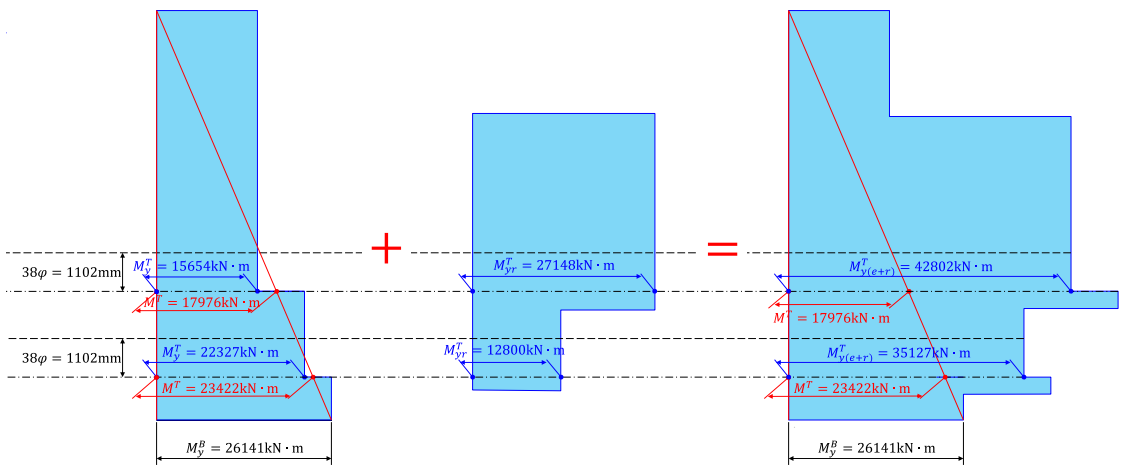 +
=
38φ = 1102mm
M_y^T = 15654kN · m
M_yr^T = 27148kN · m
M_y(e+r)^T = 42802kN · m
M^T = 17976kN · m
M^T = 17976kN · m
38φ = 1102mm
M_y^T = 22327kN · m
M_yr^T = 12800kN · m
M_y(e+r)^T = 35127kN · m
M^T = 23422kN · m
M^T = 23422kN · m
M_y^B = 26141kN · m
M_y^B = 26141kN · m